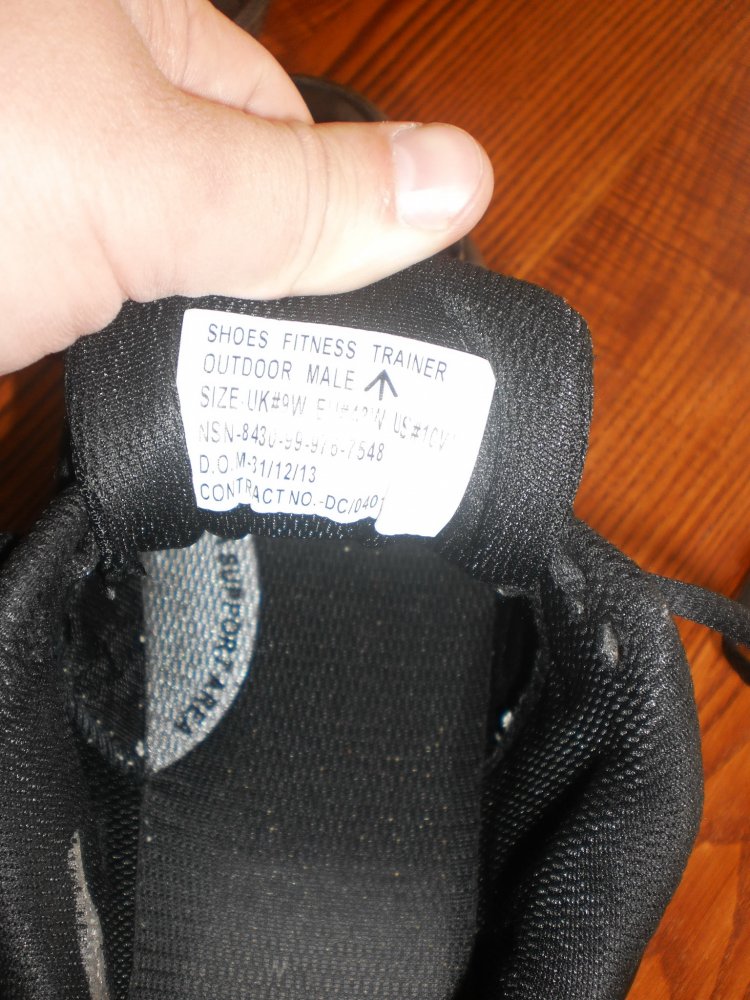 SHOES FITNESS TRAINER
OUTDOOR MALE
SIZE-UK#9W
NSN-8430-99-976-7548
D.O.M-31/12/13
CONTRACT NO.-DC/040
SUPPORT AREA